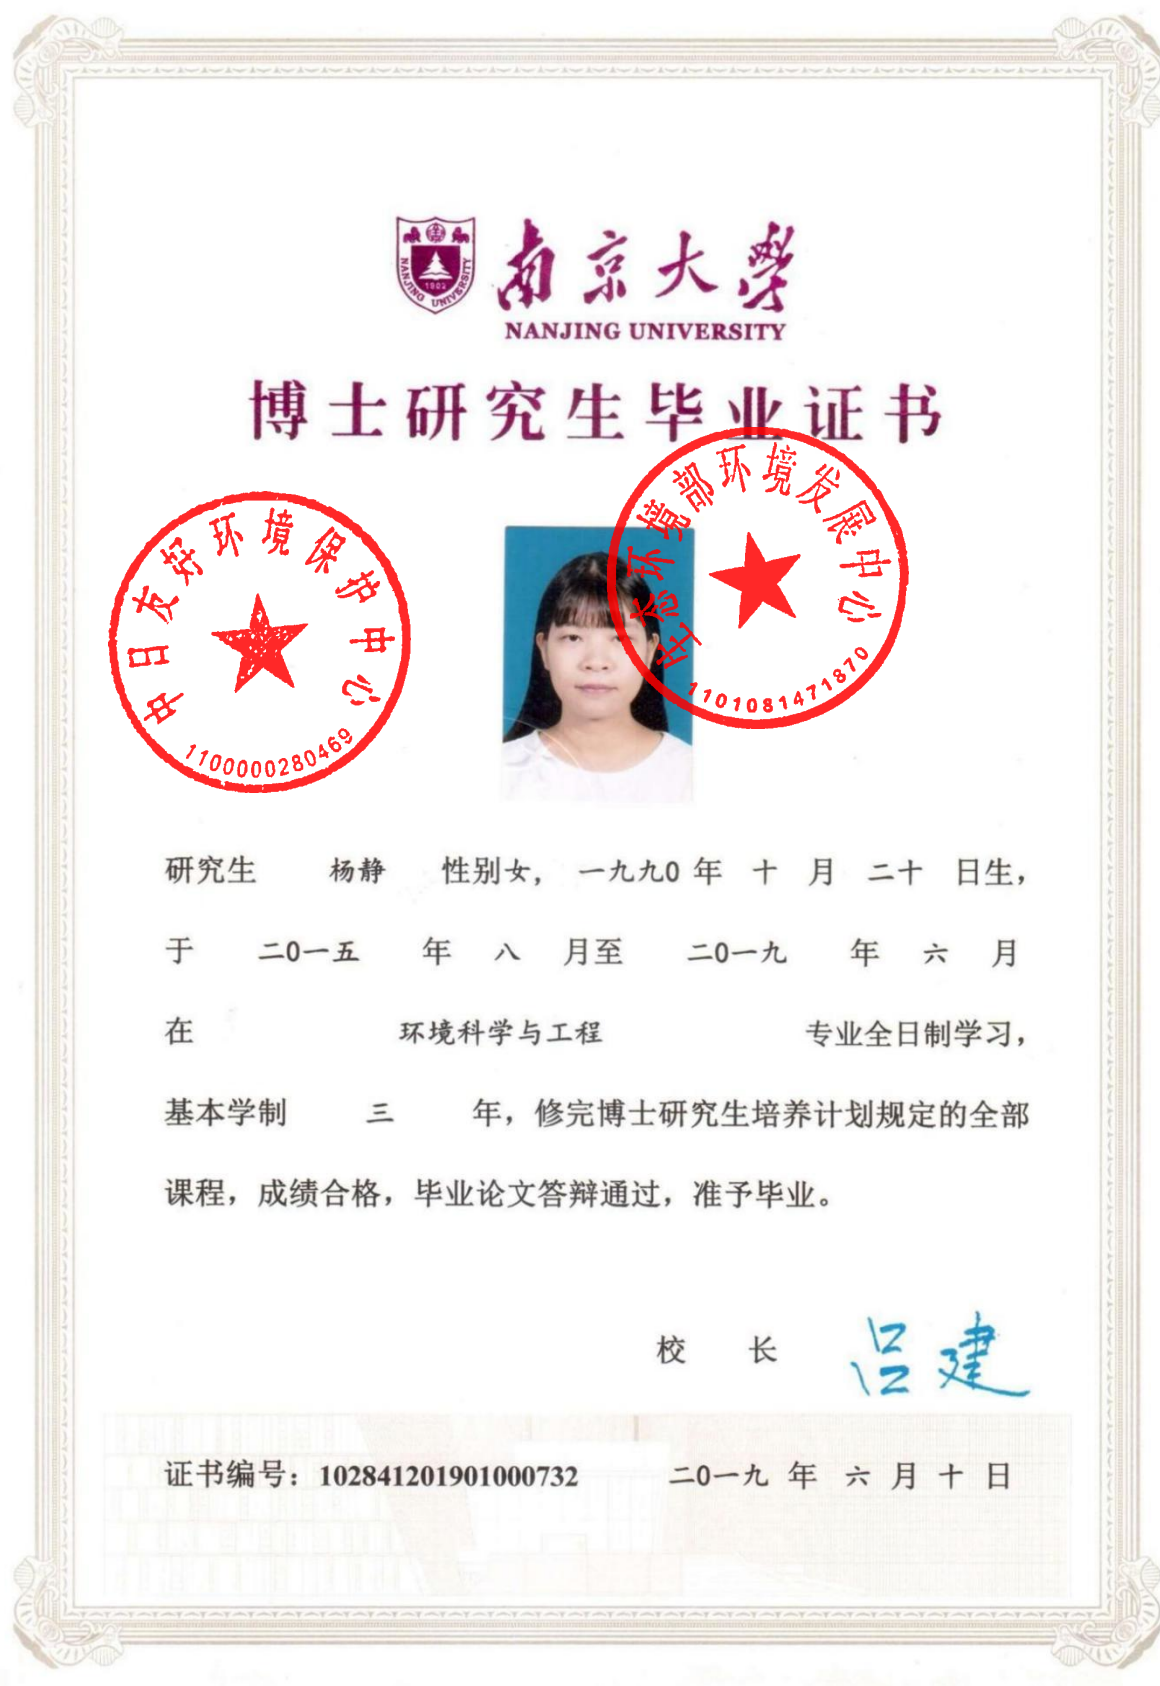 南京大學
NANJING UNIVERSITY
1902
NANJING UNIVERSITY
博士研究生毕业证书
中日友好环境保护中心
1100000280469
生态环境部环境发展中心
1101081471870
研究生 杨静 性别女， 一九九0 年 十 月 二十 日生，
于 二0一五 年 八 月至 二0一九 年 六 月
在 环境科学与工程 专业全日制学习，
基本学制 三 年，修完博士研究生培养计划规定的全部
课程，成绩合格，毕业论文答辩通过，准予毕业。
校 长 吕建
证书编号：102841201901000732 二0一九 年 六 月 十 日